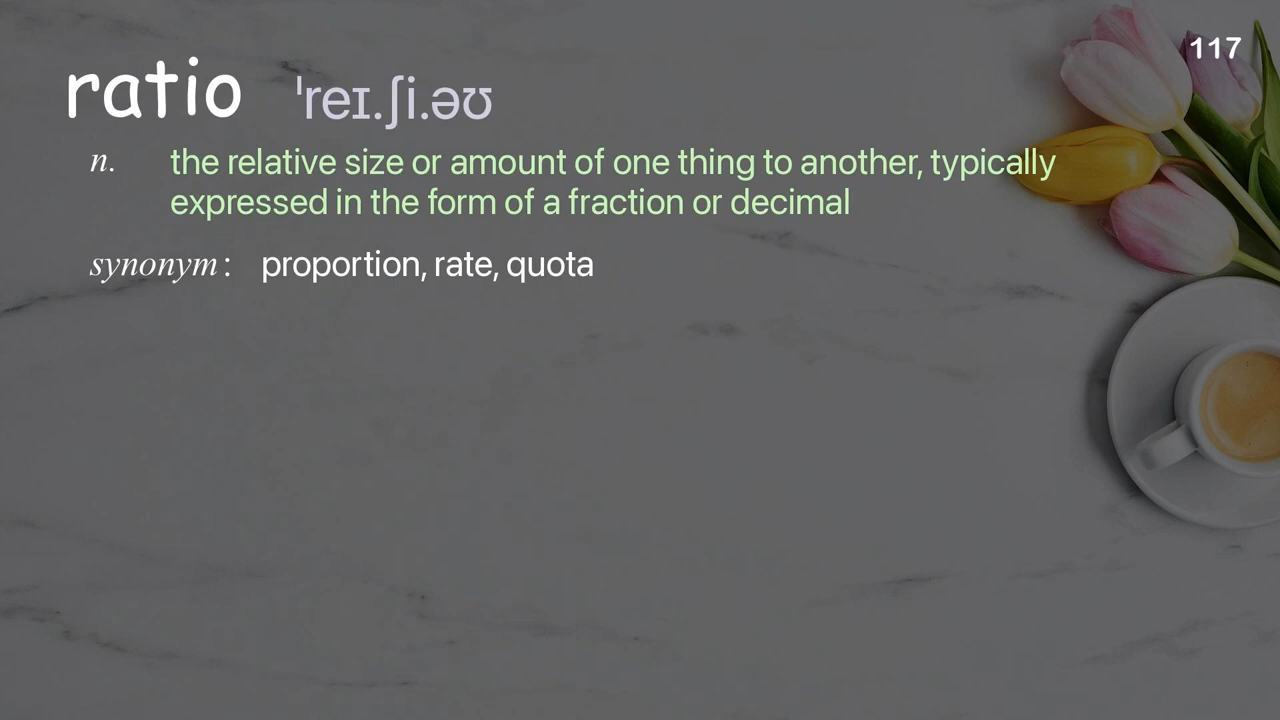 117
ratio ˈreɪ.ʃi.əʊ
n. the relative size or amount of one thing to another, typically
expressed in the form of a fraction or decimal
synonym: proportion, rate, quota